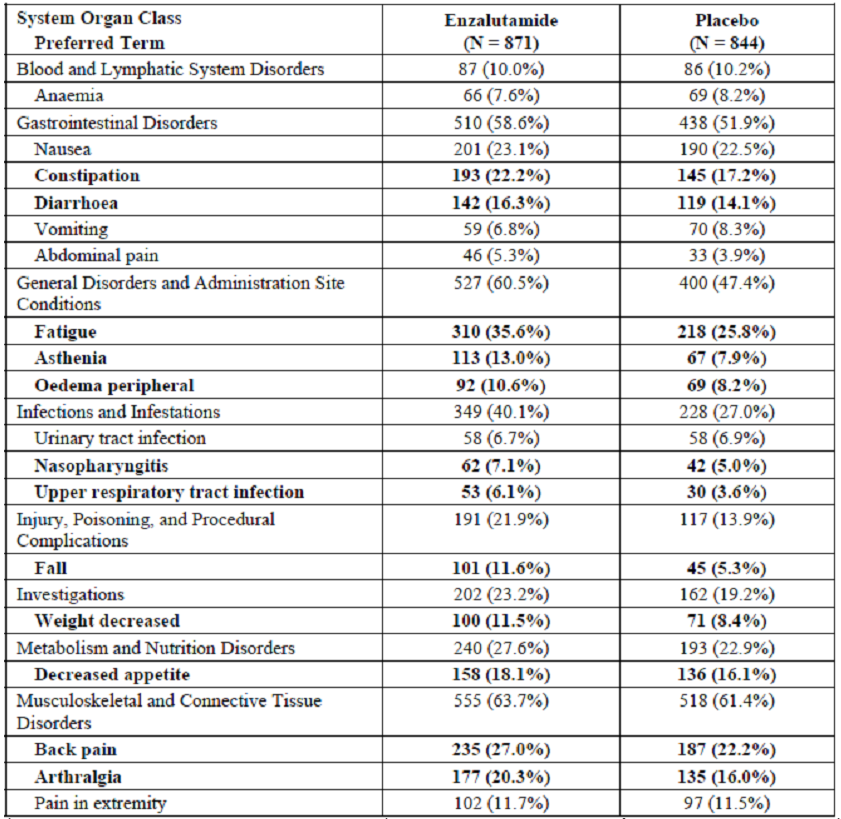 System Organ Class Enzalutamide Placebo
Preferred Term (N = 871) (N = 844)
Blood and Lymphatic System Disorders 87 (10.0%) 86 (10.2%)
Anaemia 66 (7.6%) 69 (8.2%)
Gastrointestinal Disorders 510 (58.6%) 438 (51.9%)
Nausea 201 (23.1%) 190 (22.5%)
Constipation 193 (22.2%) 145 (17.2%)
Diarrhoea 142 (16.3%) 119 (14.1%)
Vomiting 59 (6.8%) 70 (8.3%)
Abdominal pain 46 (5.3%) 33 (3.9%)
General Disorders and Administration Site 527 (60.5%) 400 (47.4%)
Conditions
Fatigue 310 (35.6%) 218 (25.8%)
Asthenia 113 (13.0%) 67 (7.9%)
Oedema peripheral 92 (10.6%) 69 (8.2%)
Infections and Infestations 349 (40.1%) 228 (27.0%)
Urinary tract infection 58 (6.7%) 58 (6.9%)
Nasopharyngitis 62 (7.1%) 42 (5.0%)
Upper respiratory tract infection 53 (6.1%) 30 (3.6%)
Injury, Poisoning, and Procedural 191 (21.9%) 117 (13.9%)
Complications
Fall 101 (11.6%) 45 (5.3%)
Investigations 202 (23.2%) 162 (19.2%)
Weight decreased 100 (11.5%) 71 (8.4%)
Metabolism and Nutrition Disorders 240 (27.6%) 193 (22.9%)
Decreased appetite 158 (18.1%) 136 (16.1%)
Musculoskeletal and Connective Tissue 555 (63.7%) 518 (61.4%)
Disorders
Back pain 235 (27.0%) 187 (22.2%)
Arthralgia 177 (20.3%) 135 (16.0%)
Pain in extremity 102 (11.7%) 97 (11.5%)